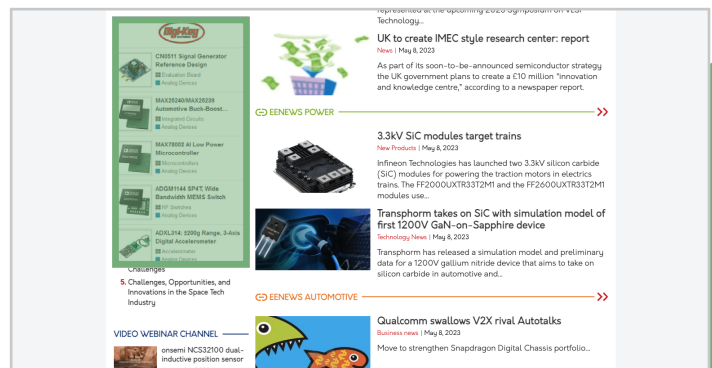 Digi-Key
CN0511 Signal Generator
Reference Design
Evaluation Board
Analog Devices
MAX25240/MAX25239
Automotive Buck-Boost...
Integrated Circuits
Analog Devices
MAX78002 AI Low Power
Microcontroller
Microcontrollers
Analog Devices
ADGM1144 SP4T, Wide
Bandwidth MEMS Switch
RF Switches
Analog Devices
ADXL314: ±200g Range, 3-Axis
Digital Accelerometer
Accelerometer
Analog Devices
Challenges
5. Challenges, Opportunities, and
Innovations in the Space Tech
Industry
VIDEO WEBINAR CHANNEL
onsemi NCS32100 dual-
inductive position sensor
represented at the upcoming 2023 Symposium on VLSI
Technology...
UK to create IMEC style research center: report
News | May 8, 2023
As part of its soon-to-be-announced semiconductor strategy
the UK government plans to create a £10 million "innovation
and knowledge centre," according to a newspaper report.
EENEWS POWER
3.3kV SiC modules target trains
New Products | May 8, 2023
Infineon Technologies has launched two 3.3kV silicon carbide
(SiC) modules for powering the traction motors in electrics
trains. The FF2000UXTR33T2M1 and the FF2600UXTR33T2M1
modules use...
Transphorm takes on SiC with simulation model of
first 1200V GaN-on-Sapphire device
Technology News | May 8, 2023
Transphorm has released a simulation model and preliminary
data for a 1200V gallium nitride device that aims to take on
silicon carbide in automotive and...
EENEWS AUTOMOTIVE
Qualcomm swallows V2X rival Autotalks
Business news | May 8, 2023
Move to strengthen Snapdragon Digital Chassis portfolio...